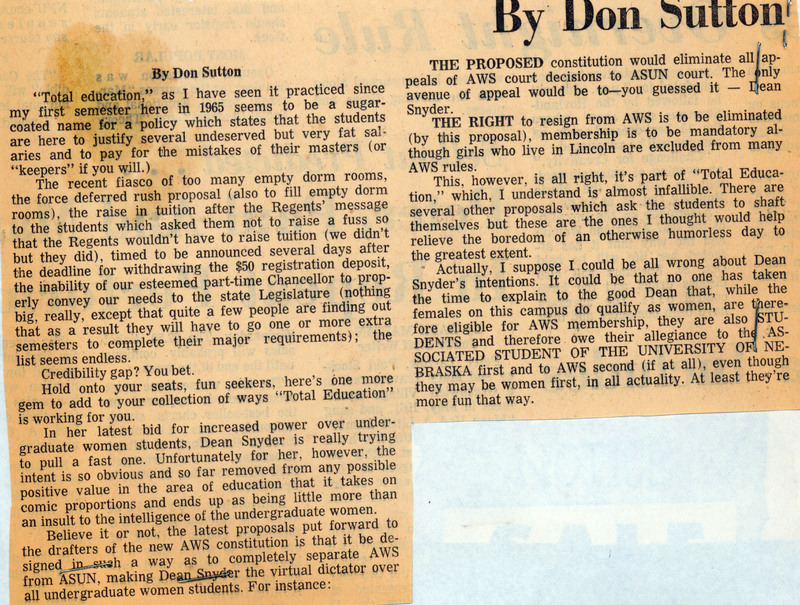 By Don Sutton
By Don Sutton
"Total education," as I have seen it practiced since
my first semester here in 1965 seems to be a sugar-
coated name for a policy which states that the students
are here to justify several undeserved but very fat sal-
aries and to pay for the mistakes of their masters (or
"keepers" if you will.)
The recent fiasco of too many empty dorm rooms,
the force deferred rush proposal (also to fill empty dorm
rooms), the raise in tuition after the Regents' message
to the students which asked them not to raise a fuss so
that the Regents wouldn't have to raise tuition (we didn't
but they did), timed to be announced several days after
the deadline for withdrawing the $50 registration deposit,
the inability of our esteemed part-time Chancellor to prop-
erly convey our needs to the state Legislature (nothing
big, really, except that quite a few people are finding out
that as a result they will have to go one or more extra
semesters to complete their major requirements); the
list seems endless.
Credibility gap? You bet.
Hold onto your seats, fun seekers, here's one more
gem to add to your collection of ways "Total Education"
is working for you.
In her latest bid for increased power over under-
graduate women students, Dean Snyder is really trying
to pull a fast one. Unfortunately for her, however, the
intent is so obvious and so far removed from any possible
positive value in the area of education that it takes on
comic proportions and ends up as being little more than
an insult to the intelligence of the undergraduate women.
Believe it or not, the latest proposals put forward to
the drafters of the new AWS constitution is that it be de-
signed in such a way as to completely separate AWS
from ASUN, making Dean Snyder the virtual dictator over
all undergraduate women students. For instance:
THE PROPOSED constitution would eliminate all ap-
peals of AWS court decisions to ASUN court. The only
avenue of appeal would be to—you guessed it — Dean
Snyder.
THE RIGHT to resign from AWS is to be eliminated
(by this proposal), membership is to be mandatory al-
though girls who live in Lincoln are excluded from many
AWS rules.
This, however, is all right, it's part of "Total Educa-
tion," which, I understand is almost infallible. There are
several other proposals which ask the students to shaft
themselves but these are the ones I thought would help
relieve the boredom of an otherwise humorless day to
the greatest extent.
Actually, I suppose I could be all wrong about Dean
Snyder's intentions. It could be that no one has taken
the time to explain to the good Dean that, while the
females on this campus do qualify as women, are there-
fore eligible for AWS membership, they are also STU-
DENTS and therefore owe their allegiance to the AS-
SOCIATED STUDENT OF THE UNIVERSITY OF NE-
BRASKA first and to AWS second (if at all), even though
they may be women first, in all actuality. At least they're
more fun that way.